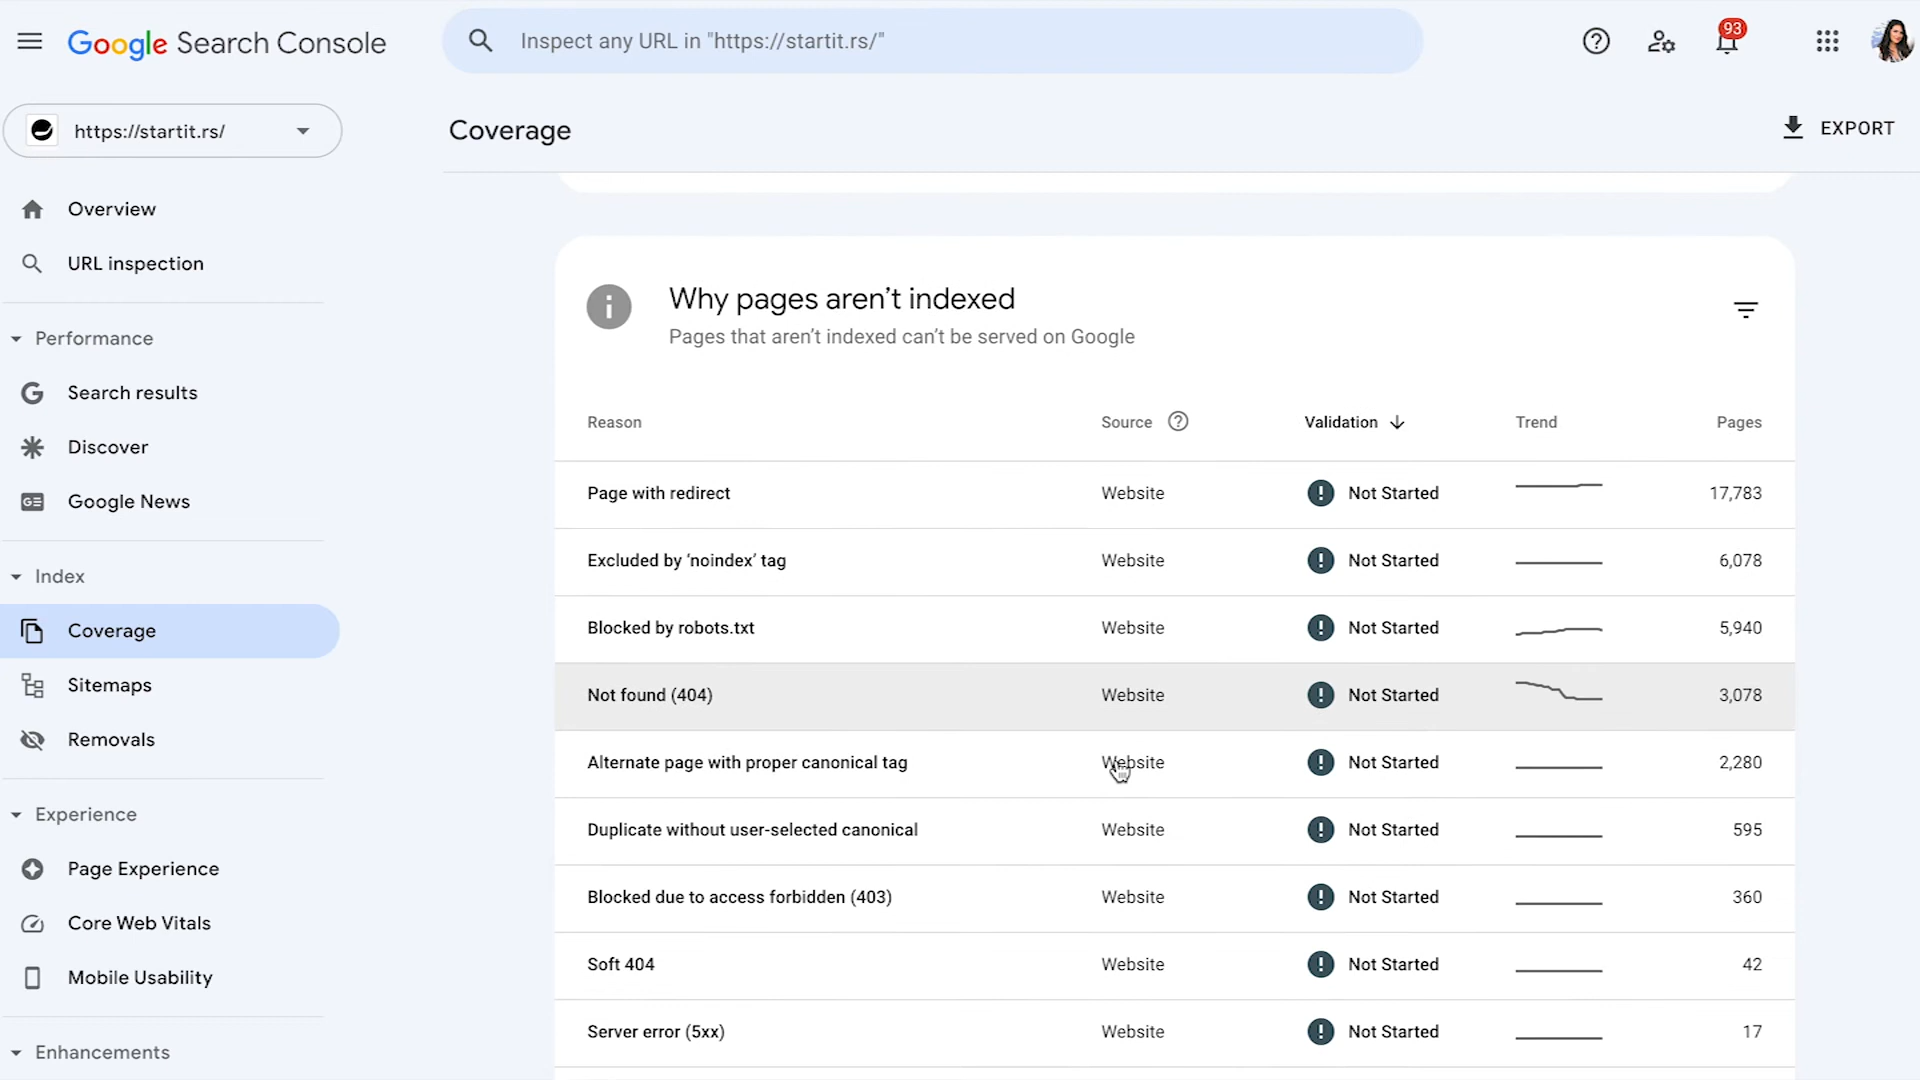 Google Search Console
Inspect any URL in "https://startit.rs/"
93
https://startit.rs/
Coverage
EXPORT
Overview
URL inspection
Performance
Search results
Discover
Google News
Index
Coverage
Sitemaps
Removals
Experience
Page Experience
Core Web Vitals
Mobile Usability
Enhancements
Why pages aren’t indexed
Pages that aren’t indexed can’t be served on Google
Reason Source Validation Trend Pages
Page with redirect Website Not Started 17,783
Excluded by ‘noindex’ tag Website Not Started 6,078
Blocked by robots.txt Website Not Started 5,940
Not found (404) Website Not Started 3,078
Alternate page with proper canonical tag Website Not Started 2,280
Duplicate without user-selected canonical Website Not Started 595
Blocked due to access forbidden (403) Website Not Started 360
Soft 404 Website Not Started 42
Server error (5xx) Website Not Started 17